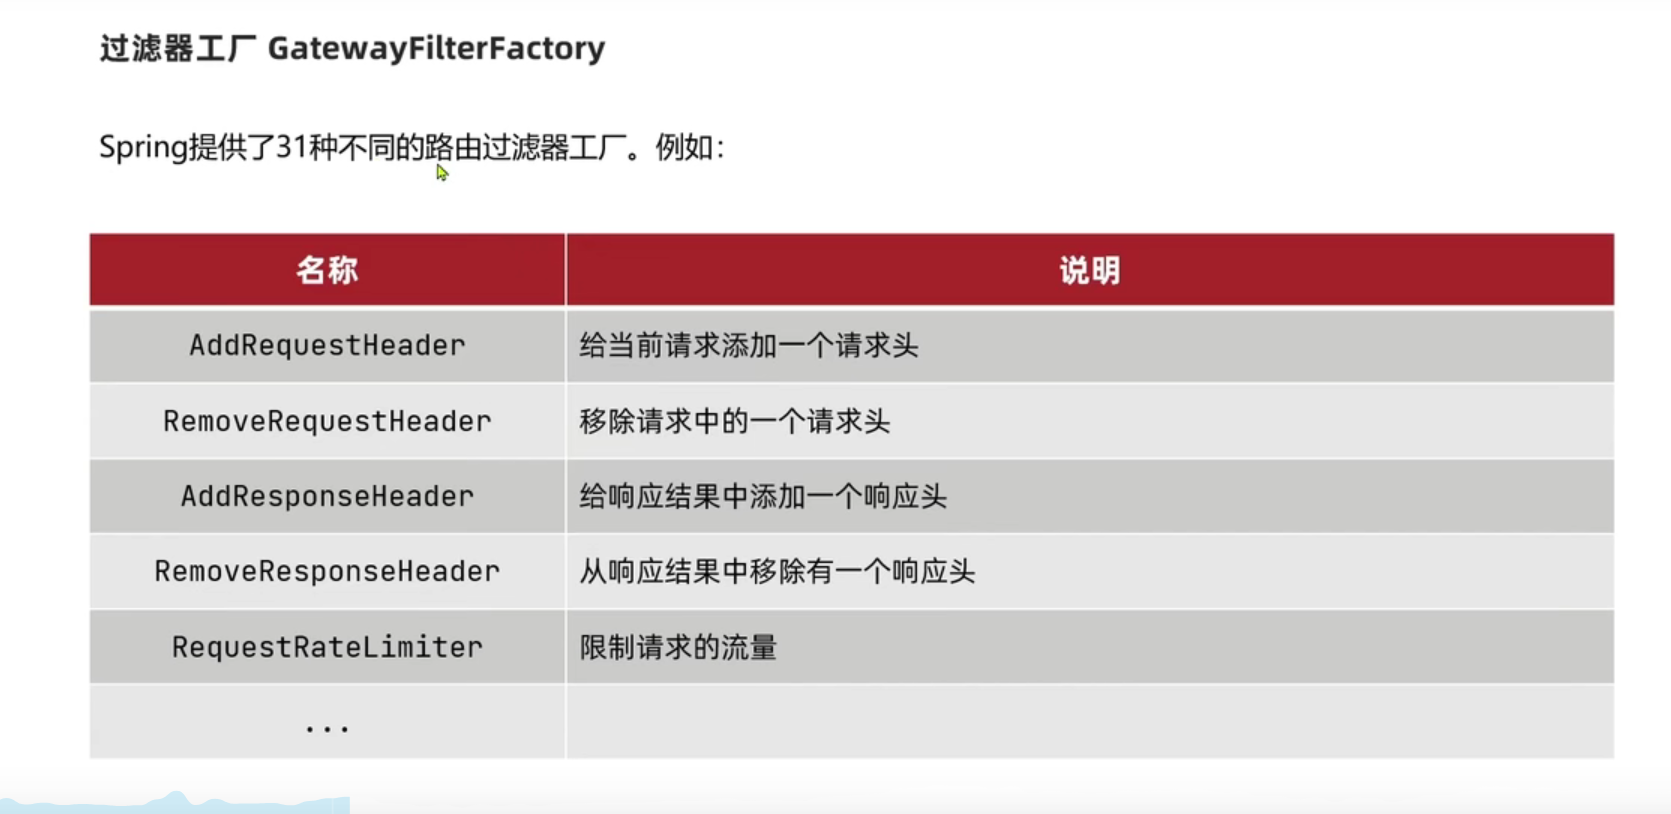 过滤器工厂 GatewayFilterFactory
Spring提供了31种不同的路由过滤器工厂。例如：
名称 说明
AddRequestHeader 给当前请求添加一个请求头
RemoveRequestHeader 移除请求中的一个请求头
AddResponseHeader 给响应结果中添加一个响应头
RemoveResponseHeader 从响应结果中移除有一个响应头
RequestRateLimiter 限制请求的流量
...